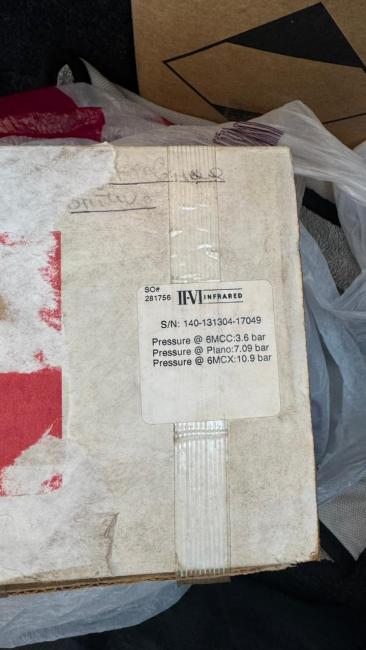 SO#
281756 II-VI INFRARED
S/N: 140-131304-17049
Pressure @ 6MCC:3.6 bar
Pressure @ Plano:7.09 bar
Pressure @ 6MCX:10.9 bar